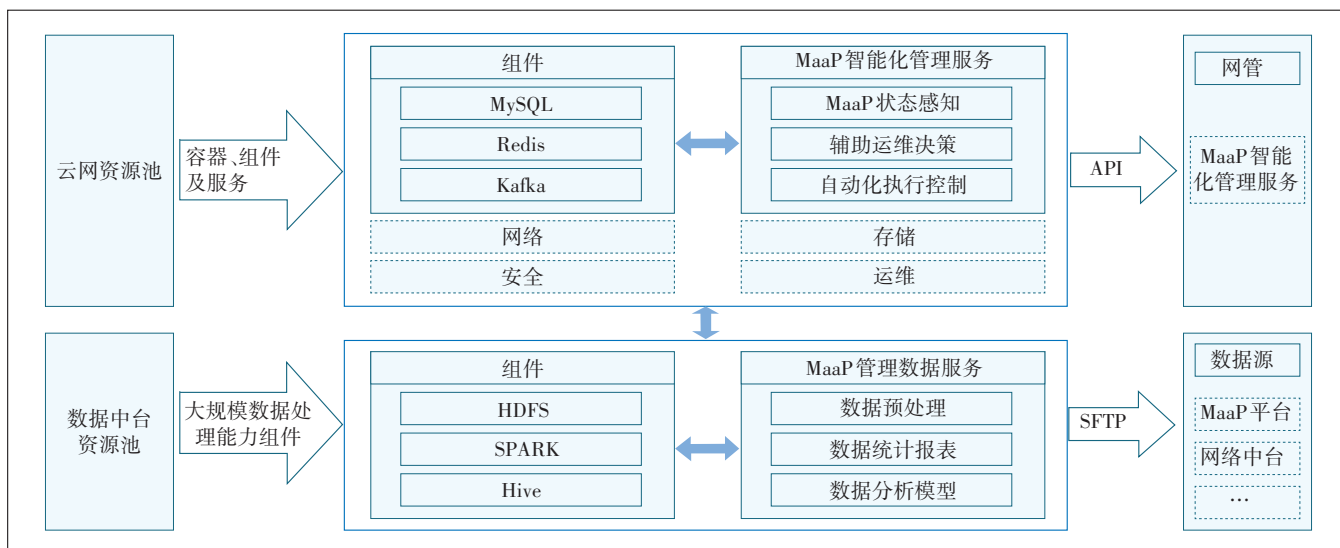 云网资源池
容器、组件
及服务
组件
MySQL
Redis
Kafka
网络
安全
MaaP智能化管理服务
MaaP状态感知
辅助运维决策
自动化执行控制
存储
运维
API
网管
MaaP智能
化管理服务
数据中台
资源池
大规模数据处
理能力组件
组件
HDFS
SPARK
Hive
MaaP管理数据服务
数据预处理
数据统计报表
数据分析模型
SFTP
数据源
MaaP平台
网络中台
…